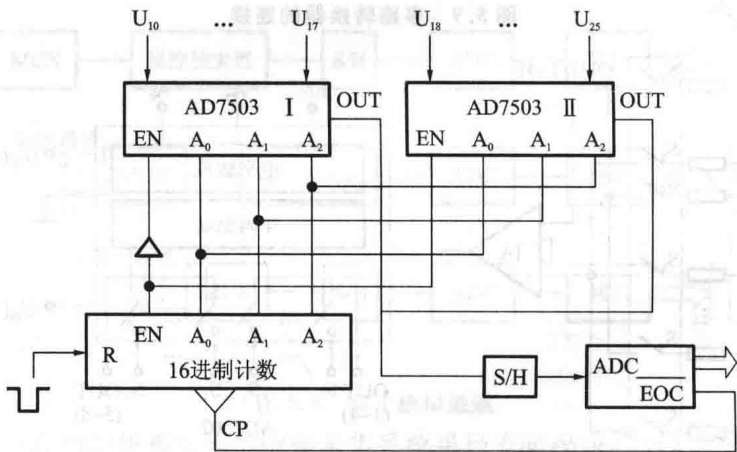 U10 … U17 U18 … U25
AD7503 Ⅰ OUT
EN A0 A1 A2
AD7503 Ⅱ OUT
EN A0 A1 A2
EN A0 A1 A2
R
16进制计数
CP
S/H
ADC
EOC